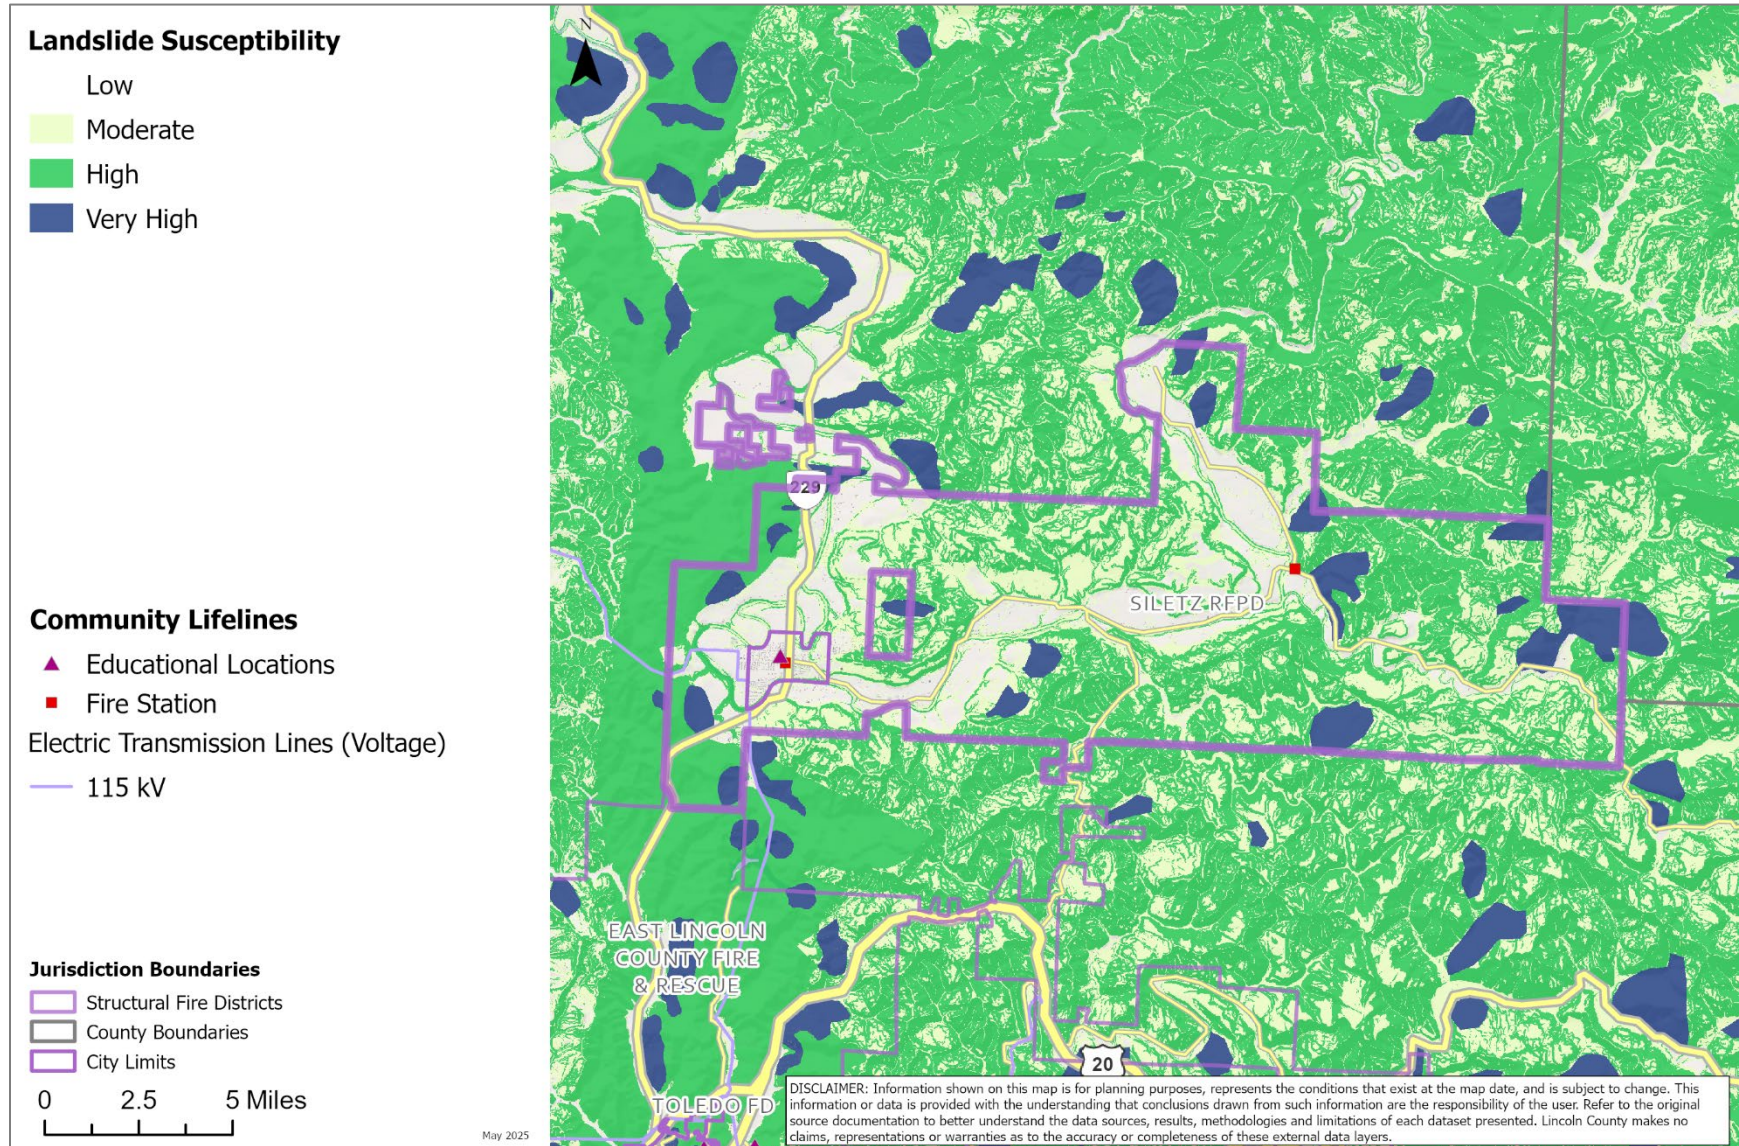 Landslide Susceptibility
Low
Moderate
High
Very High
Community Lifelines
Educational Locations
Fire Station
Electric Transmission Lines (Voltage)
115 kV
Jurisdiction Boundaries
Structural Fire Districts
County Boundaries
City Limits
0 2.5 5 Miles
May 2025
N
229
SILETZ RFPD
EAST LINCOLN
COUNTY FIRE
& RESCUE
20
TOLEDO FD
DISCLAIMER: Information shown on this map is for planning purposes, represents the conditions that exist at the map date, and is subject to change. This
information or data is provided with the understanding that conclusions drawn from such information are the responsibility of the user. Refer to the original
source documentation to better understand the data sources, results, methodologies and limitations of each dataset presented. Lincoln County makes no
claims, representations or warranties as to the accuracy or completeness of these external data layers.